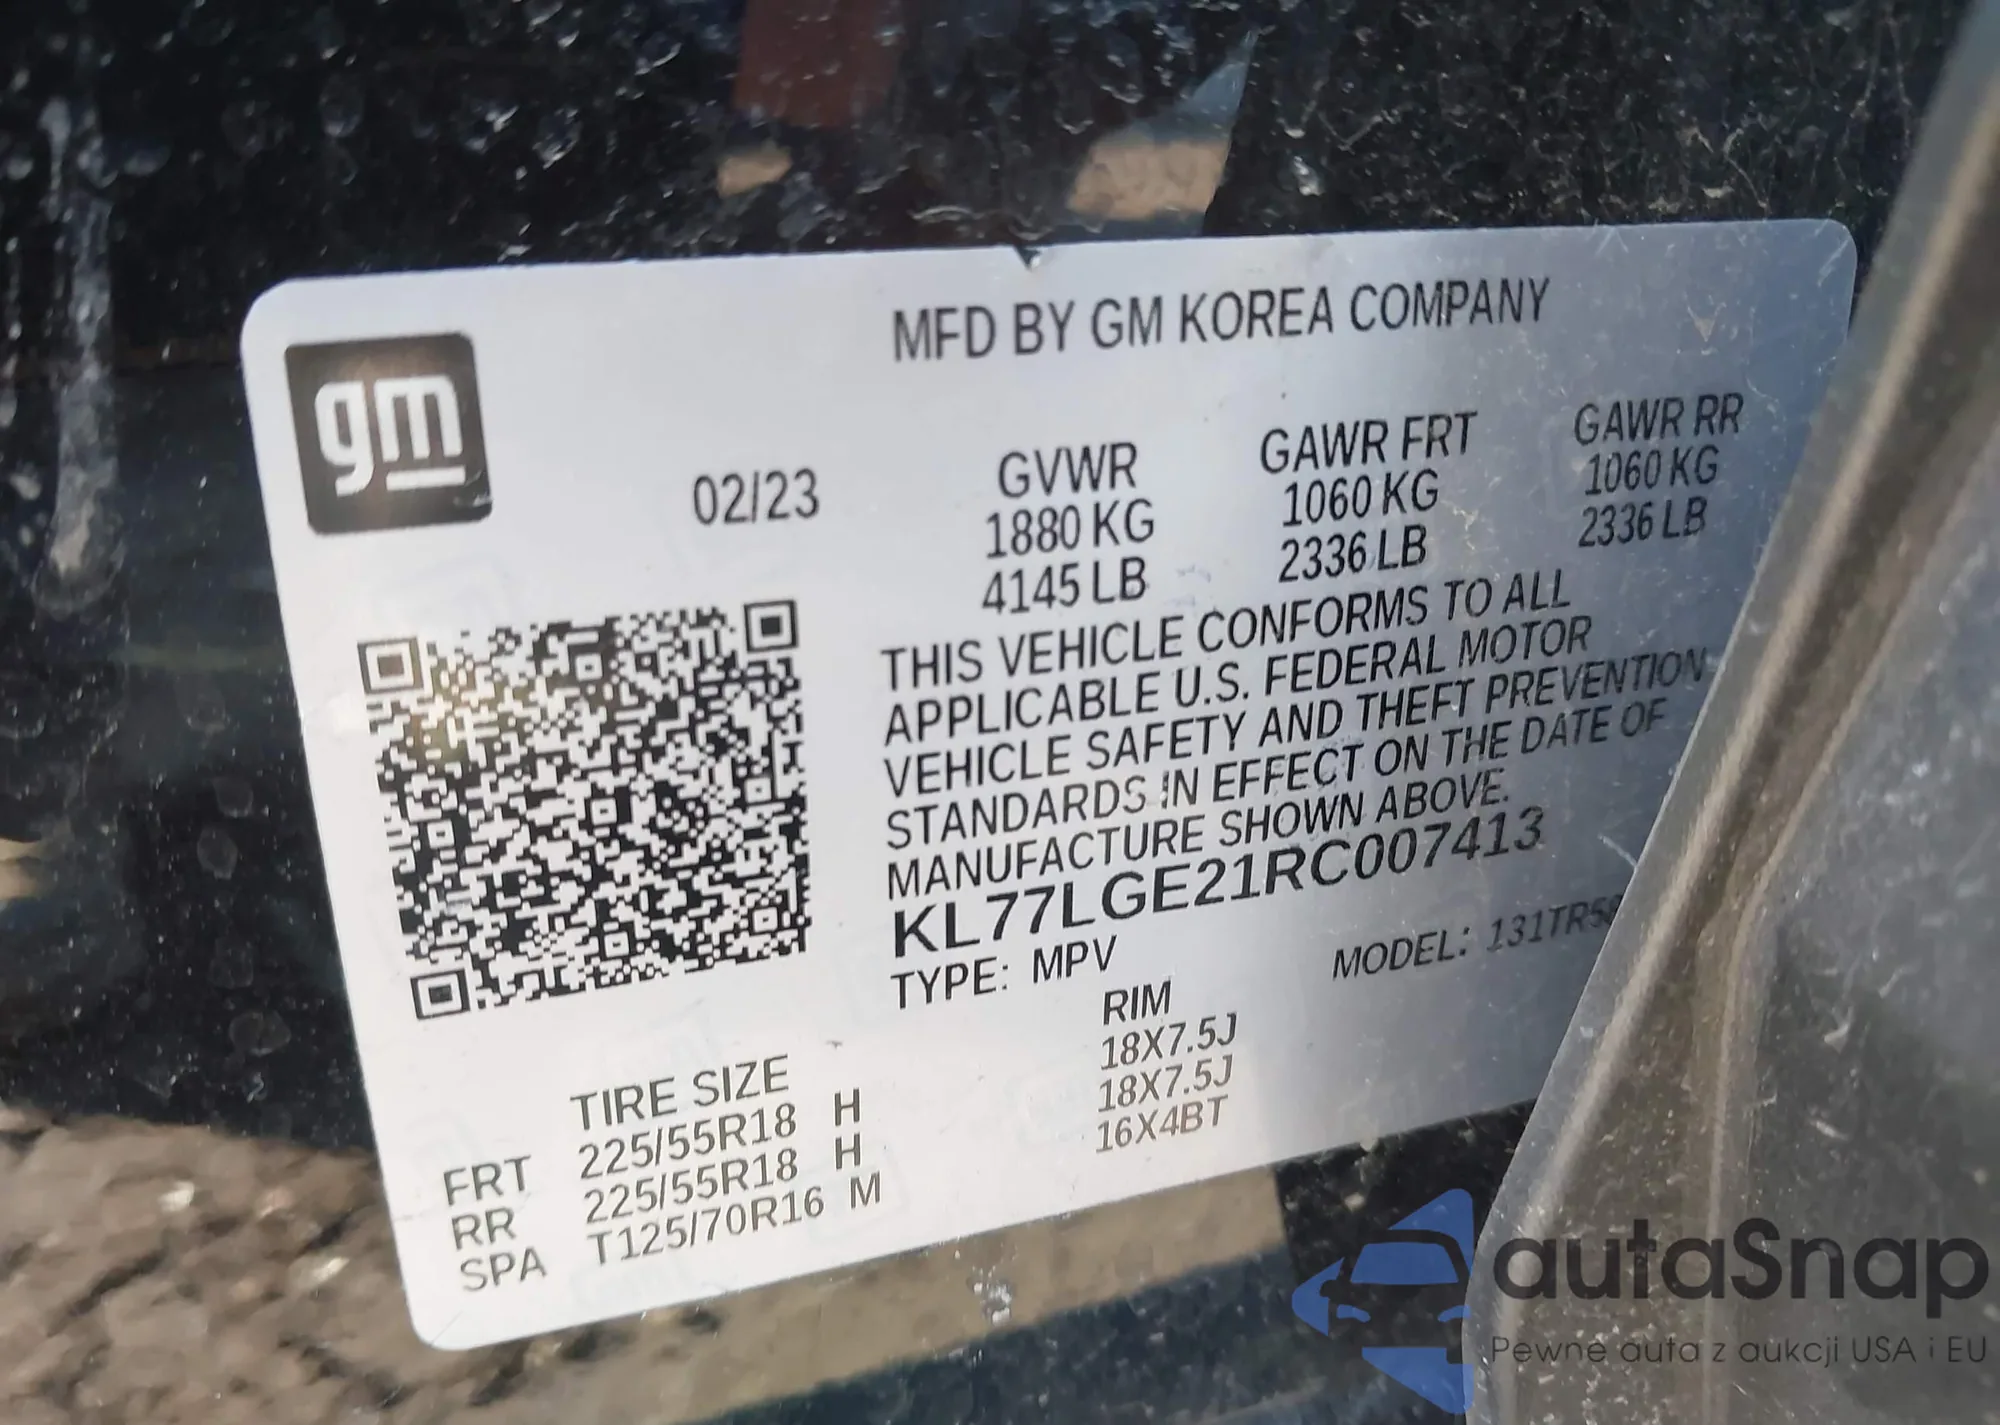 gm
MFD BY GM KOREA COMPANY
02/23
GVWR GAWR FRT GAWR RR
1880 KG 1060 KG 1060 KG
4145 LB 2336 LB 2336 LB
THIS VEHICLE CONFORMS TO ALL
APPLICABLE U.S. FEDERAL MOTOR
VEHICLE SAFETY AND THEFT PREVENTION
STANDARDS IN EFFECT ON THE DATE OF
MANUFACTURE SHOWN ABOVE.
KL77LGE21RC007413
TYPE: MPV MODEL:
TIRE SIZE RIM
FRT 225/55R18 H 18X7.5J
RR 225/55R18 H 18X7.5J
SPA T125/70R16 M 16X4BT
autaSnap
Pewne auta z aukcji USA i EU